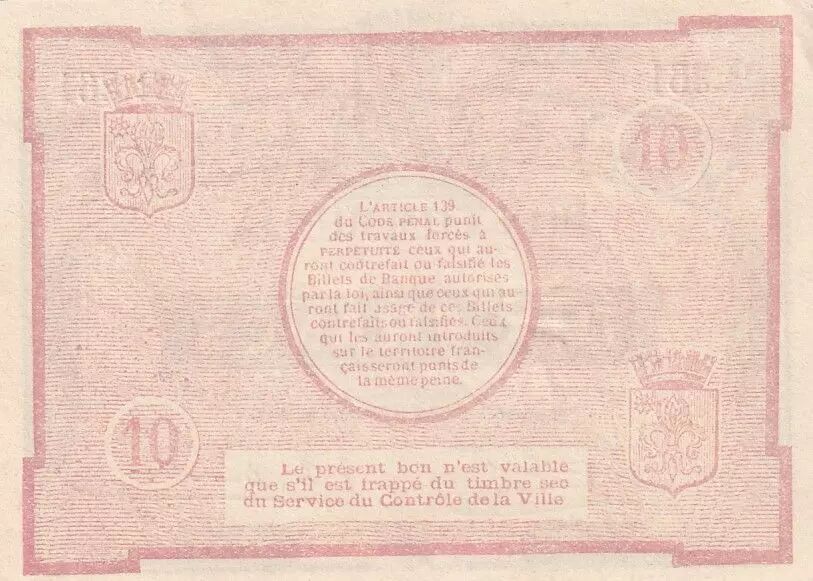 10
L'ARTICLE 139
du CODE PÉNAL punit
des travaux forcés à
PERPÉTUITÉ ceux qui au-
ront contrefait ou falsifié les
Billets de Banque autorisés
par la loi, ainsi que ceux qui au-
ront fait usage de ces Billets
contrefaits ou falsifiés. Ceux
qui les auront introduits
sur le territoire fran-
çais seront punis de
la même peine.
10
Le présent bon n'est valable
que s'il est frappé du timbre sec
du Service du Contrôle de la Ville